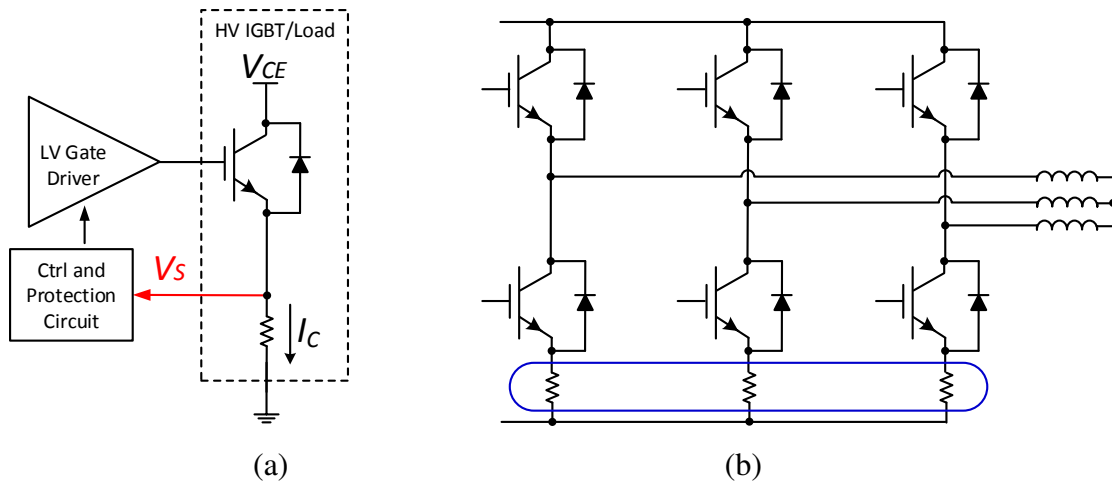 HV IGBT/Load
VCE
LV Gate
Driver
VS
Ctrl and
Protection
Circuit
IC
(a)
(b)